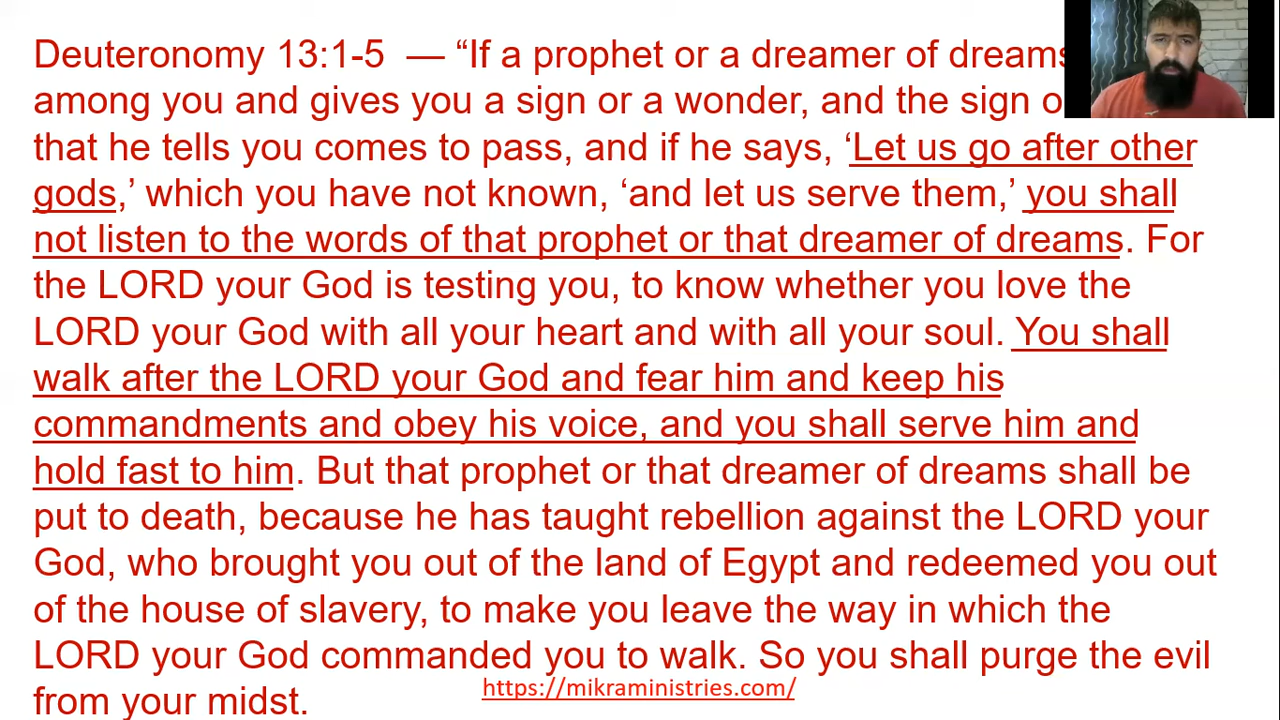 Deuteronomy 13:1-5 — “If a prophet or a dreamer of dreams
among you and gives you a sign or a wonder, and the sign
that he tells you comes to pass, and if he says, ‘Let us go after other
gods,’ which you have not known, ‘and let us serve them,’ you shall
not listen to the words of that prophet or that dreamer of dreams. For
the LORD your God is testing you, to know whether you love the
LORD your God with all your heart and with all your soul. You shall
walk after the LORD your God and fear him and keep his
commandments and obey his voice, and you shall serve him and
hold fast to him. But that prophet or that dreamer of dreams shall be
put to death, because he has taught rebellion against the LORD your
God, who brought you out of the land of Egypt and redeemed you out
of the house of slavery, to make you leave the way in which the
LORD your God commanded you to walk. So you shall purge the evil
from your midst.
https://mikraministries.com/